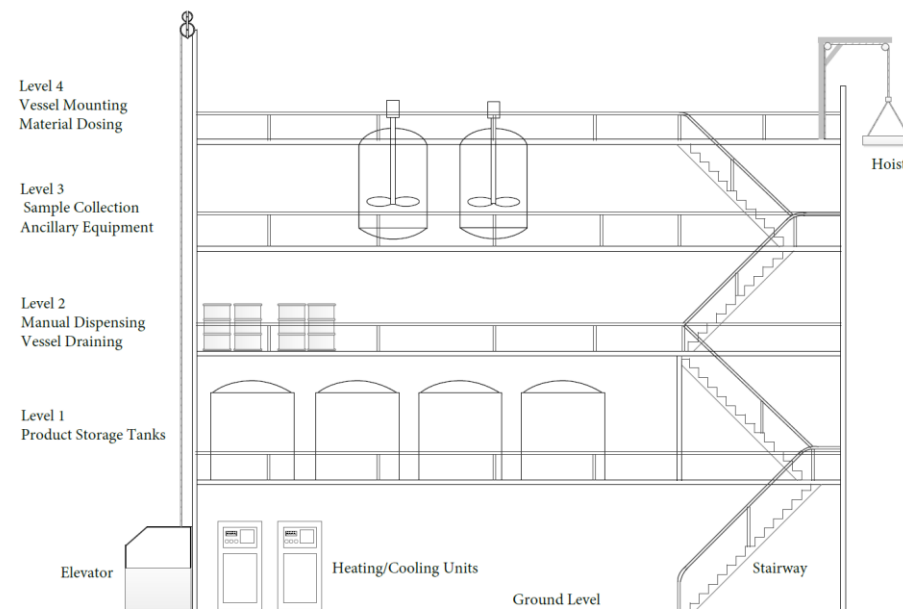 Level 4
Vessel Mounting
Material Dosing
Hoist
Level 3
Sample Collection
Ancillary Equipment
Level 2
Manual Dispensing
Vessel Draining
Level 1
Product Storage Tanks
Elevator
Heating/Cooling Units
Stairway
Ground Level